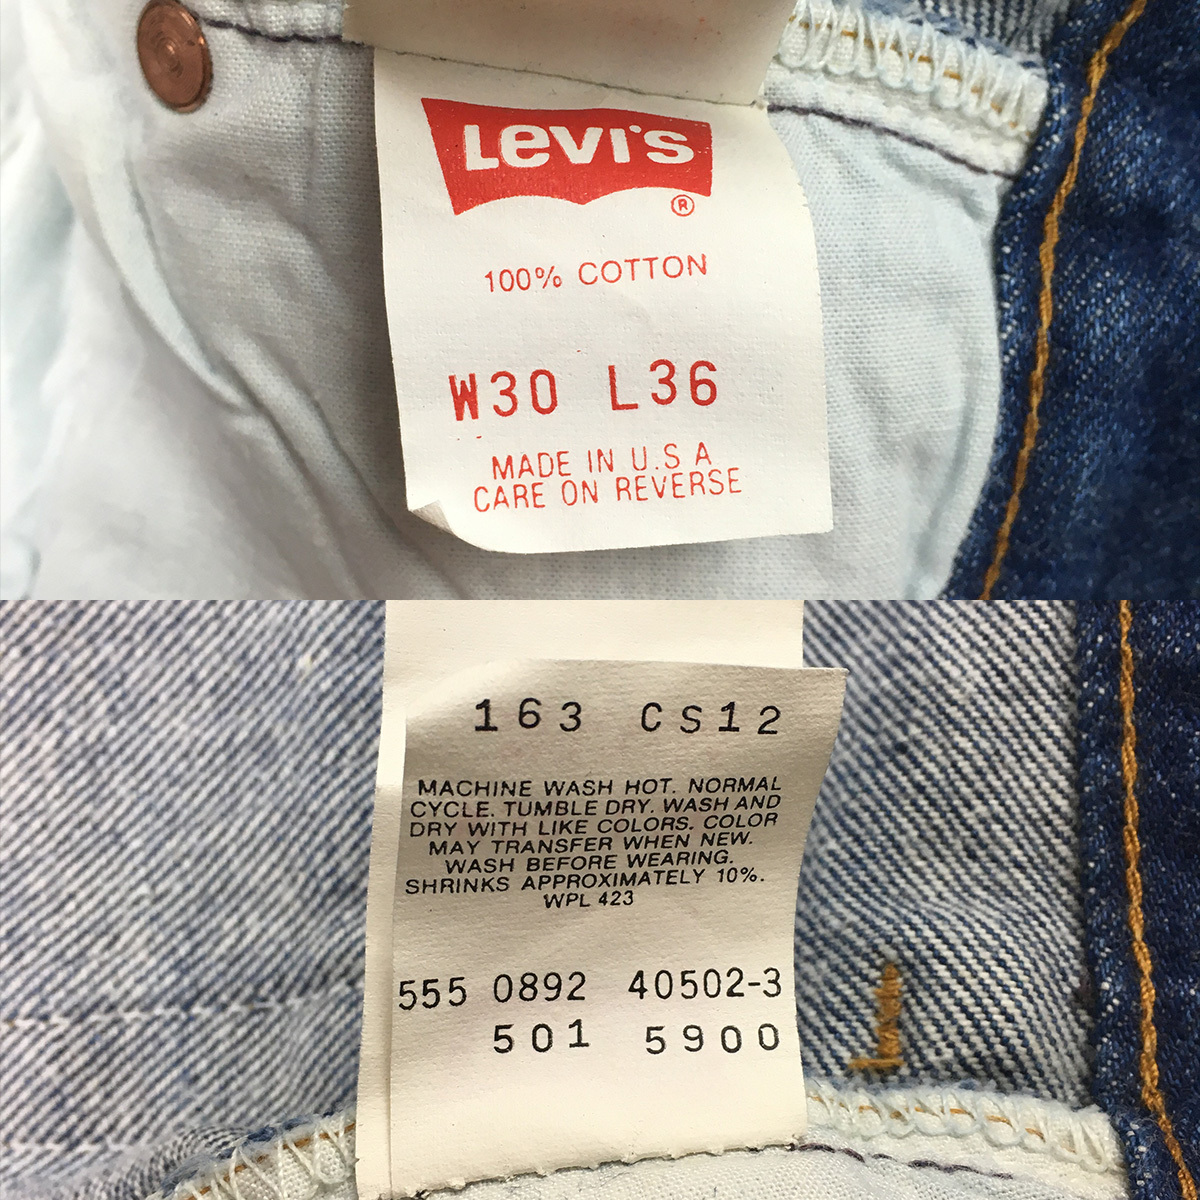 Levi's
®
100% COTTON
W30 L36
MADE IN U.S A
CARE ON REVERSE
163 CS12
MACHINE WASH HOT. NORMAL
CYCLE. TUMBLE DRY. WASH AND
DRY WITH LIKE COLORS. COLOR
MAY TRANSFER WHEN NEW.
WASH BEFORE WEARING.
SHRINKS APPROXIMATELY 10%.
WPL 423
555 0892 40502-3
501 5900